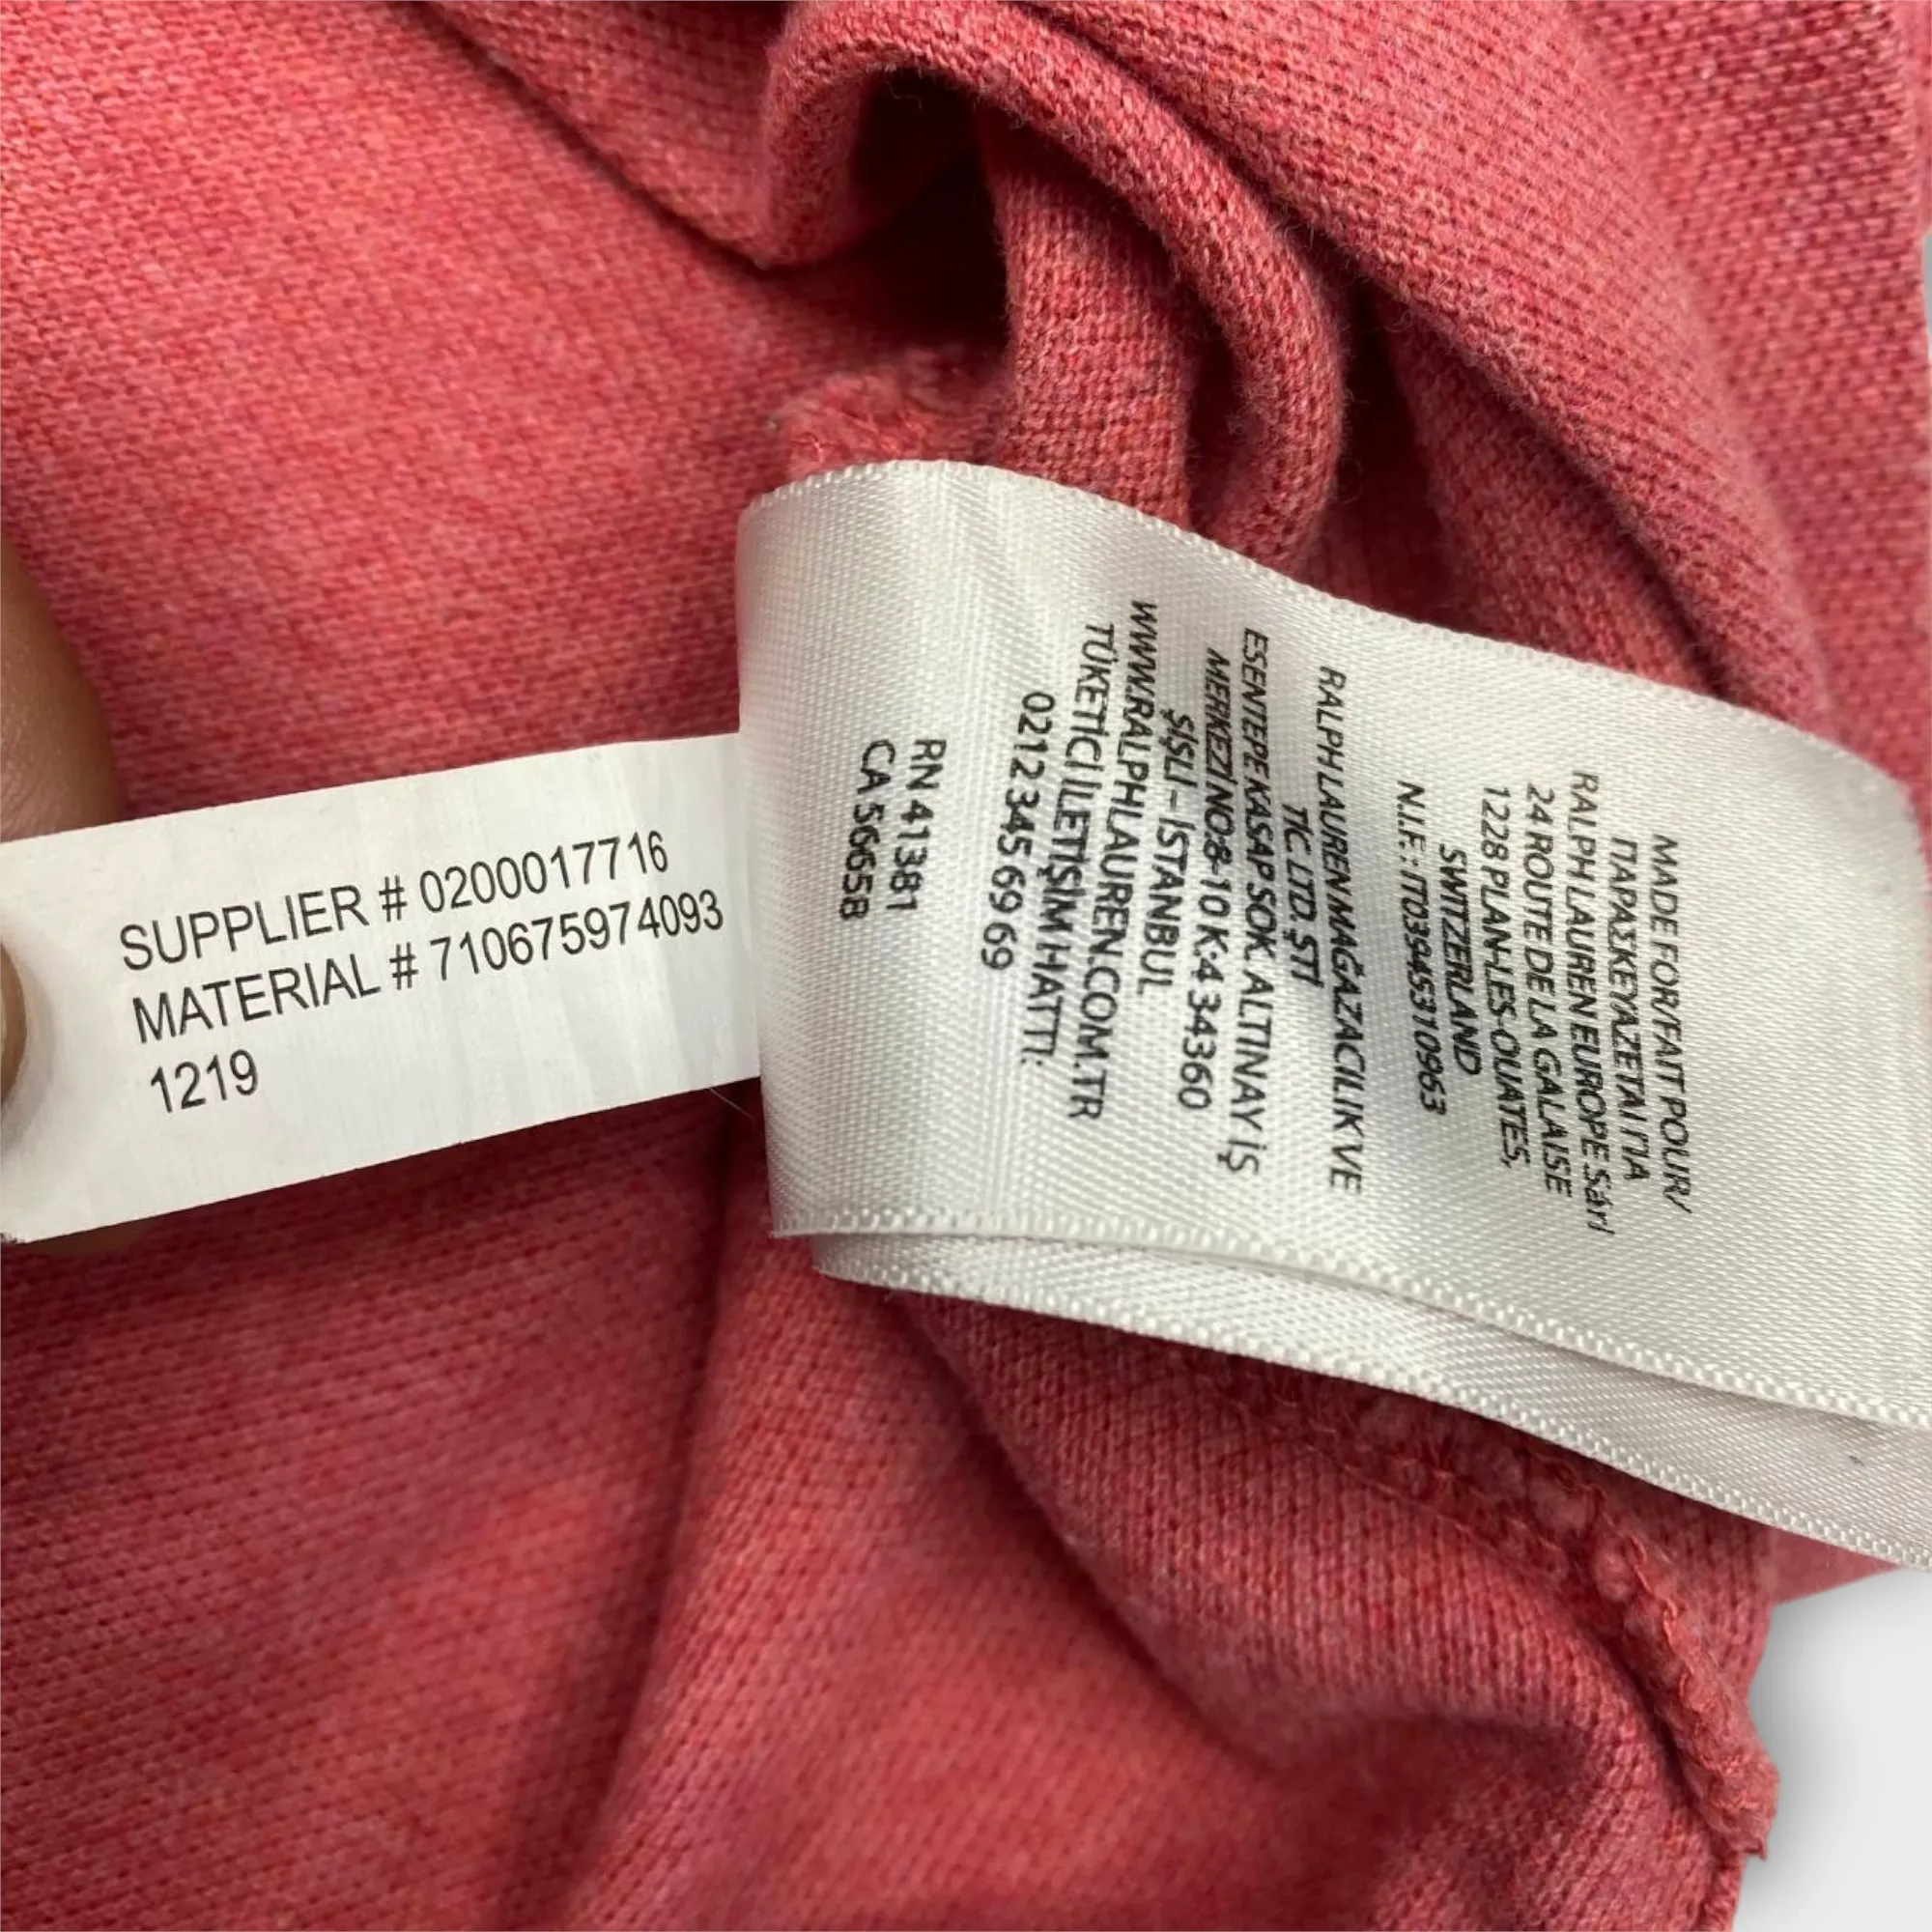 SUPPLIER # 0200017716
MATERIAL # 710675974093
1219
MADE FOR/FAIT POUR/
ΠΑΡΑΣΚΕΥΑΖΕΤΑΙ ΓΙΑ
RALPH LAUREN EUROPE Sárl
24 ROUTE DE LA GALAISE
1228 PLAN-LES-OUATES,
SWITZERLAND
N.I.F : IT03945310963
RALPH LAUREN MAĞAZACILIK VE
TİC. LTD. ŞTİ
ESENTEPE KASAP SOK. ALTINAY İŞ
MERKEZİ NO:8-10 K:4 34360
ŞİŞLİ – İSTANBUL
WWW.RALPHLAUREN.COM.TR
TÜKETİCİ İLETİŞİM HATTI:
0212 345 69 69
RN 41381
CA 56658